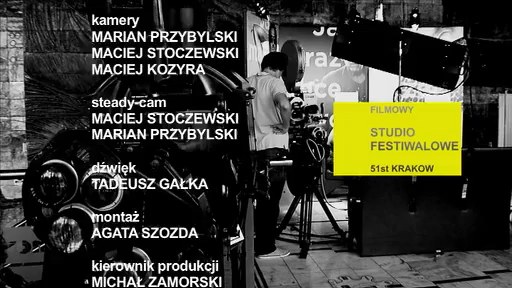 kamery
MARIAN PRZYBYLSKI
MACIEJ STOCZEWSKI
MACIEJ KOZYRA
steady-cam
MACIEJ STOCZEWSKI
MARIAN PRZYBYLSKI
dźwięk
TADEUSZ GAŁKA
montaż
AGATA SZOZDA
kierownik produkcji
MICHAŁ ZAMORSKI
FILMOWY
STUDIO
FESTIWALOWE
51st KRAKOW